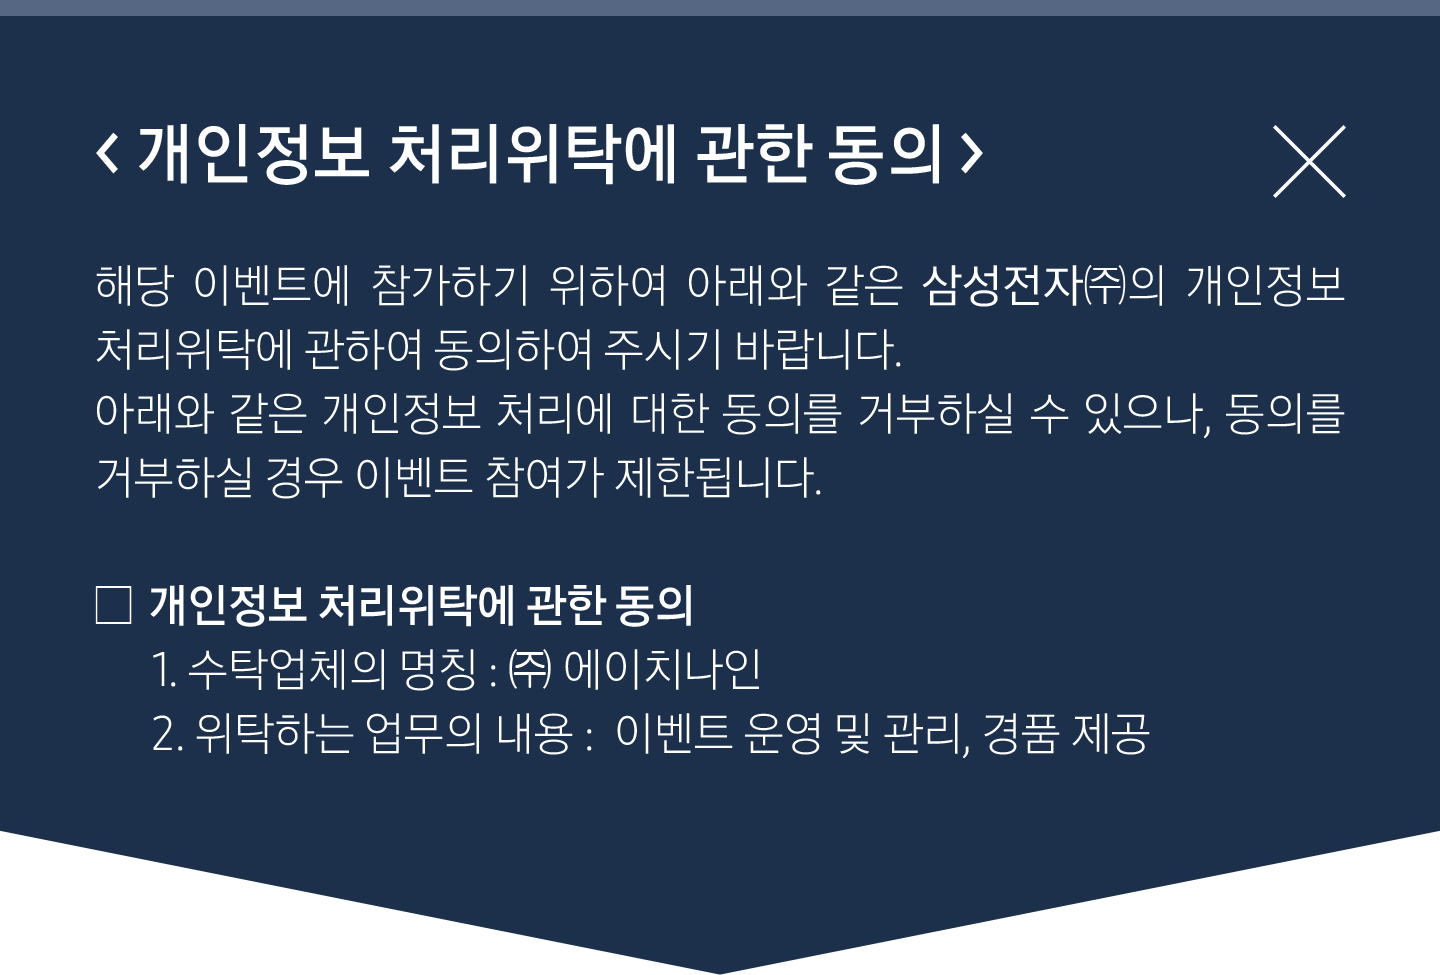 <개인정보 처리위탁에 관한 동의>
해당 이벤트에 참가하기 위하여 아래와 같은 삼성전자㈜의 개인정보
처리위탁에 관하여 동의하여 주시기 바랍니다.
아래와 같은 개인정보 처리에 대한 동의를 거부하실 수 있으나, 동의를
거부하실 경우 이벤트 참여가 제한됩니다.
□ 개인정보 처리위탁에 관한 동의
1. 수탁업체의 명칭 : ㈜ 에이치나인
2. 위탁하는 업무의 내용 : 이벤트 운영 및 관리, 경품 제공